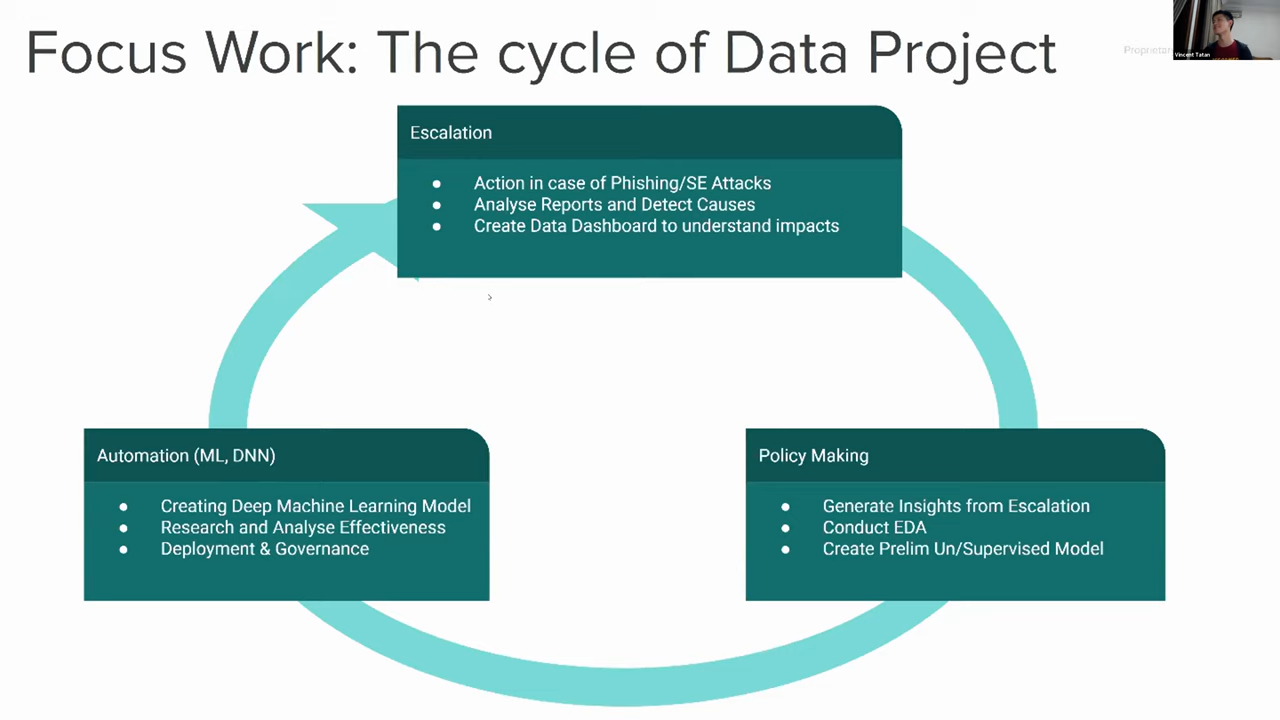 Focus Work: The cycle of Data Project
Vincent Tatan
Escalation
● Action in case of Phishing/SE Attacks
● Analyse Reports and Detect Causes
● Create Data Dashboard to understand impacts
Automation (ML, DNN)
● Creating Deep Machine Learning Model
● Research and Analyse Effectiveness
● Deployment & Governance
Policy Making
● Generate Insights from Escalation
● Conduct EDA
● Create Prelim Un/Supervised Model